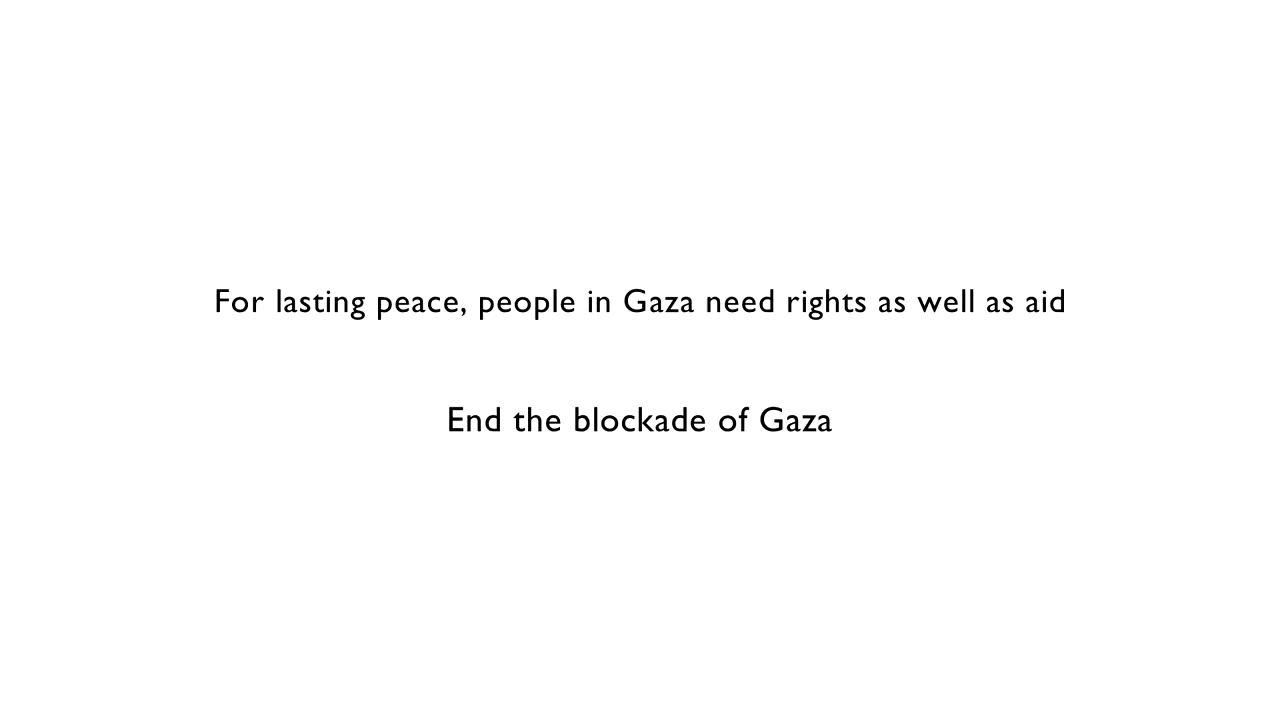 For lasting peace, people in Gaza need rights as well as aid
End the blockade of Gaza